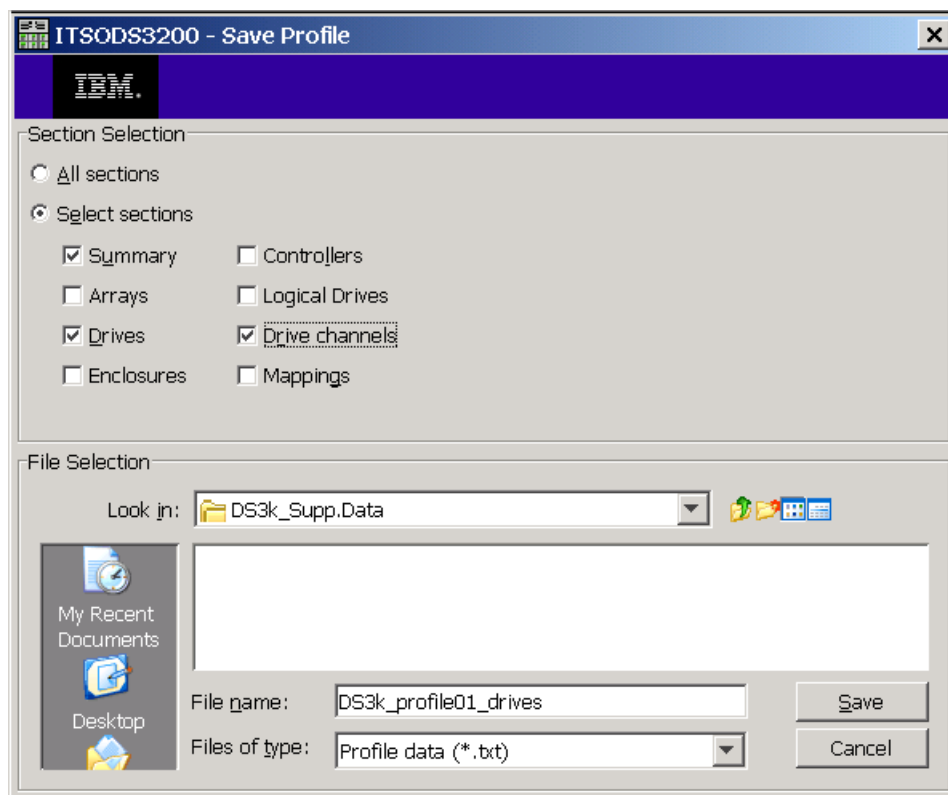 ITSODS3200 - Save Profile
IBM.
Section Selection
All sections
Select sections
Summary Controllers
Arrays Logical Drives
Drives Drive channels
Enclosures Mappings
File Selection
Look in: DS3k_Supp.Data
My Recent
Documents
Desktop
File name: DS3k_profile01_drives Save
Files of type: Profile data (*.txt) Cancel